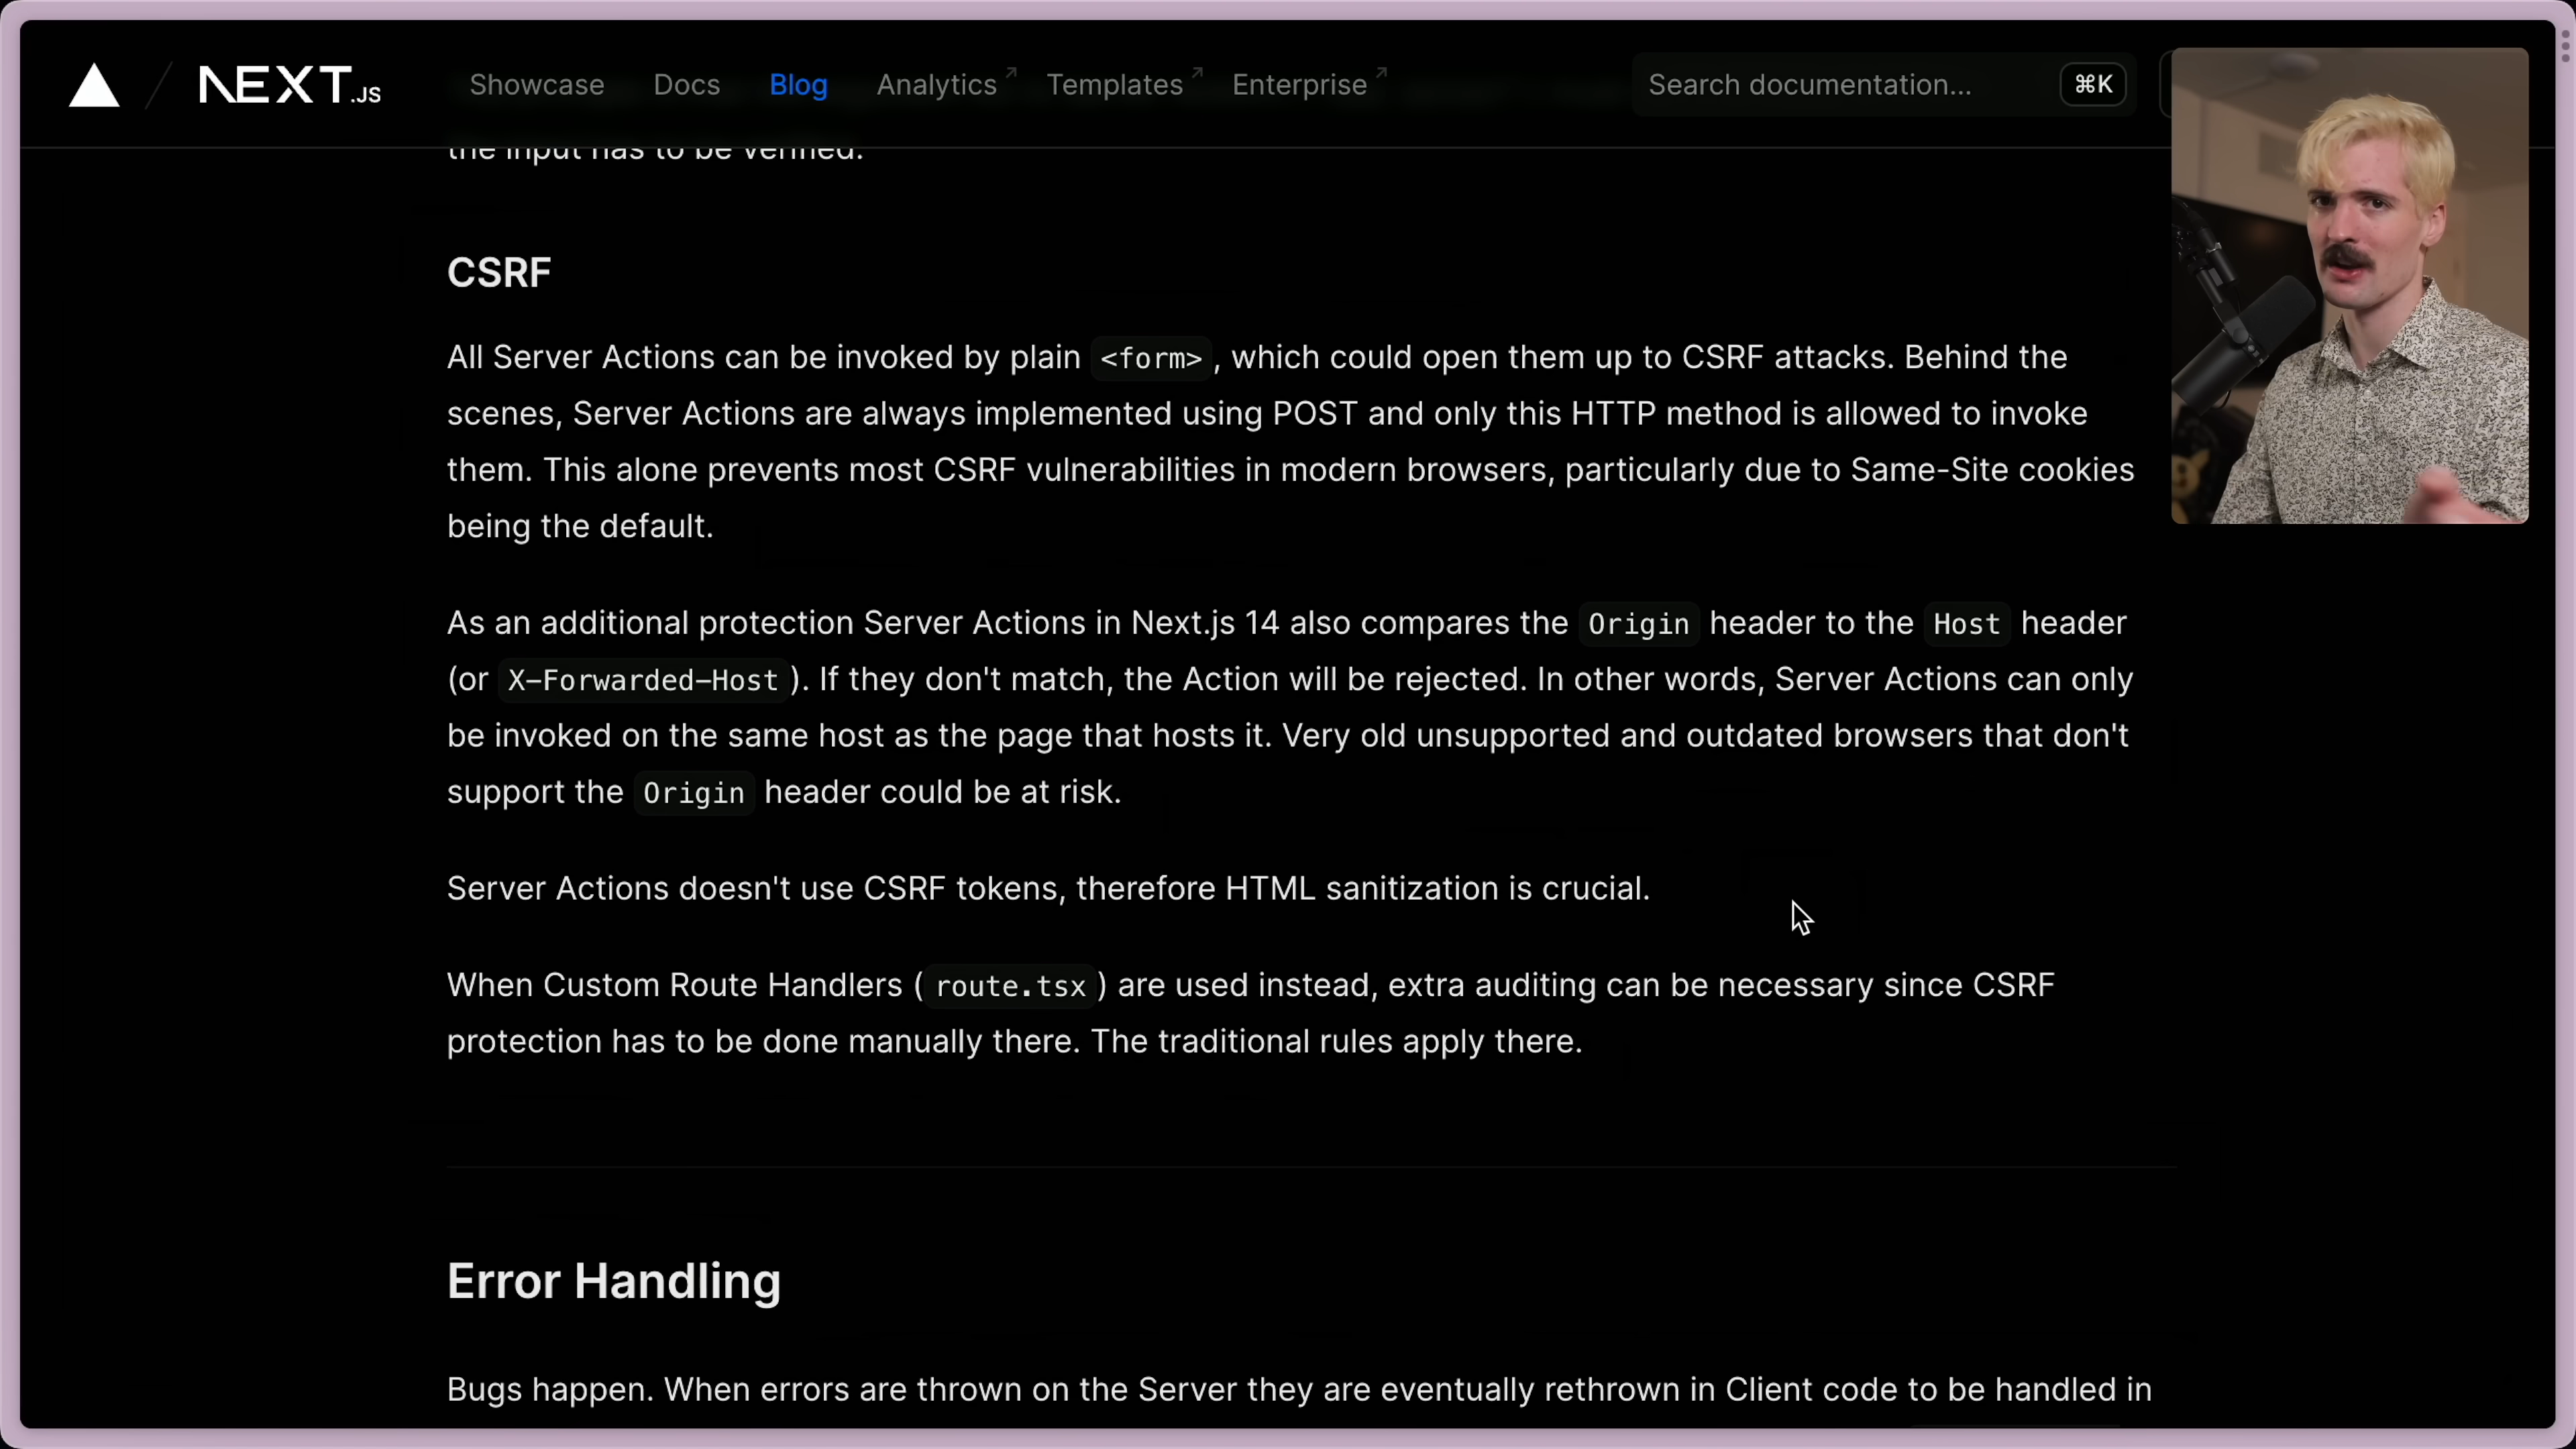 NEXT.JS
Showcase Docs Blog Analytics Templates Enterprise
Search documentation... ⌘K
the input has to be verified.
CSRF
All Server Actions can be invoked by plain <form>, which could open them up to CSRF attacks. Behind the
scenes, Server Actions are always implemented using POST and only this HTTP method is allowed to invoke
them. This alone prevents most CSRF vulnerabilities in modern browsers, particularly due to Same-Site cookies
being the default.
As an additional protection Server Actions in Next.js 14 also compares the Origin header to the Host header
(or X-Forwarded-Host). If they don't match, the Action will be rejected. In other words, Server Actions can only
be invoked on the same host as the page that hosts it. Very old unsupported and outdated browsers that don't
support the Origin header could be at risk.
Server Actions doesn't use CSRF tokens, therefore HTML sanitization is crucial.
When Custom Route Handlers (route.tsx) are used instead, extra auditing can be necessary since CSRF
protection has to be done manually there. The traditional rules apply there.
Error Handling
Bugs happen. When errors are thrown on the Server they are eventually rethrown in Client code to be handled in